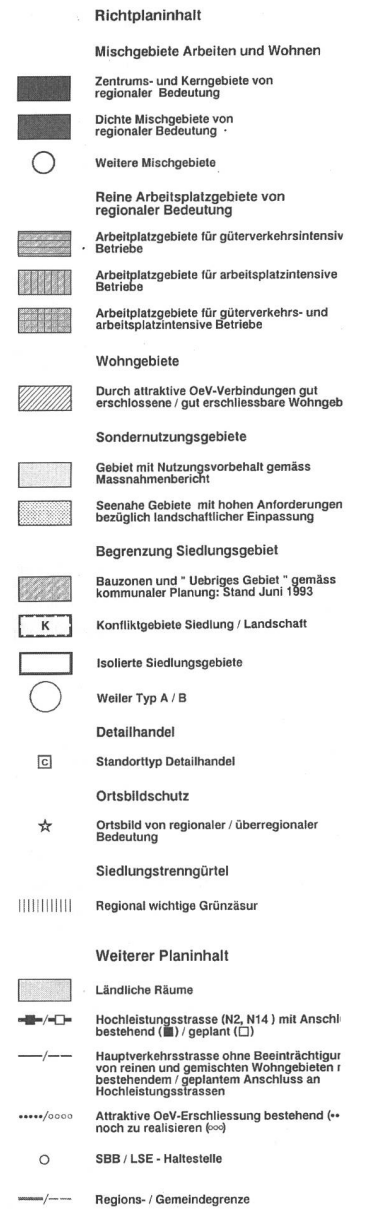 Richtplaninhalt
Mischgebiete Arbeiten und Wohnen
Zentrums- und Kerngebiete von
regionaler Bedeutung
Dichte Mischgebiete von
regionaler Bedeutung
Weitere Mischgebiete
Reine Arbeitsplatzgebiete von
regionaler Bedeutung
Arbeitplatzgebiete für güterverkehrsintensiv
Betriebe
Arbeitplatzgebiete für arbeitsplatzintensive
Betriebe
Arbeitplatzgebiete für güterverkehrs- und
arbeitsplatzintensive Betriebe
Wohngebiete
Durch attraktive OeV-Verbindungen gut
erschlossene / gut erschliessbare Wohngeb
Sondernutzungsgebiete
Gebiet mit Nutzungsvorbehalt gemäss
Massnahmenbericht
Seenahe Gebiete mit hohen Anforderungen
bezüglich landschaftlicher Einpassung
Begrenzung Siedlungsgebiet
Bauzonen und " Uebriges Gebiet " gemäss
kommunaler Planung: Stand Juni 1993
K Konfliktgebiete Siedlung / Landschaft
Isolierte Siedlungsgebiete
Weiler Typ A / B
Detailhandel
C Standorttyp Detailhandel
Ortsbildschutz
Ortsbild von regionaler / überregionaler
Bedeutung
Siedlungstrenngürtel
Regional wichtige Grünzäsur
Weiterer Planinhalt
Ländliche Räume
Hochleistungsstrasse (N2, N14 ) mit Anschl
bestehend (■) / geplant (□)
Hauptverkehrsstrasse ohne Beeinträchtigur
von reinen und gemischten Wohngebieten r
bestehendem / geplantem Anschluss an
Hochleistungsstrassen
Attraktive OeV-Erschliessung bestehend (••
noch zu realisieren (ooo)
SBB / LSE - Haltestelle
Regions- / Gemeindegrenze